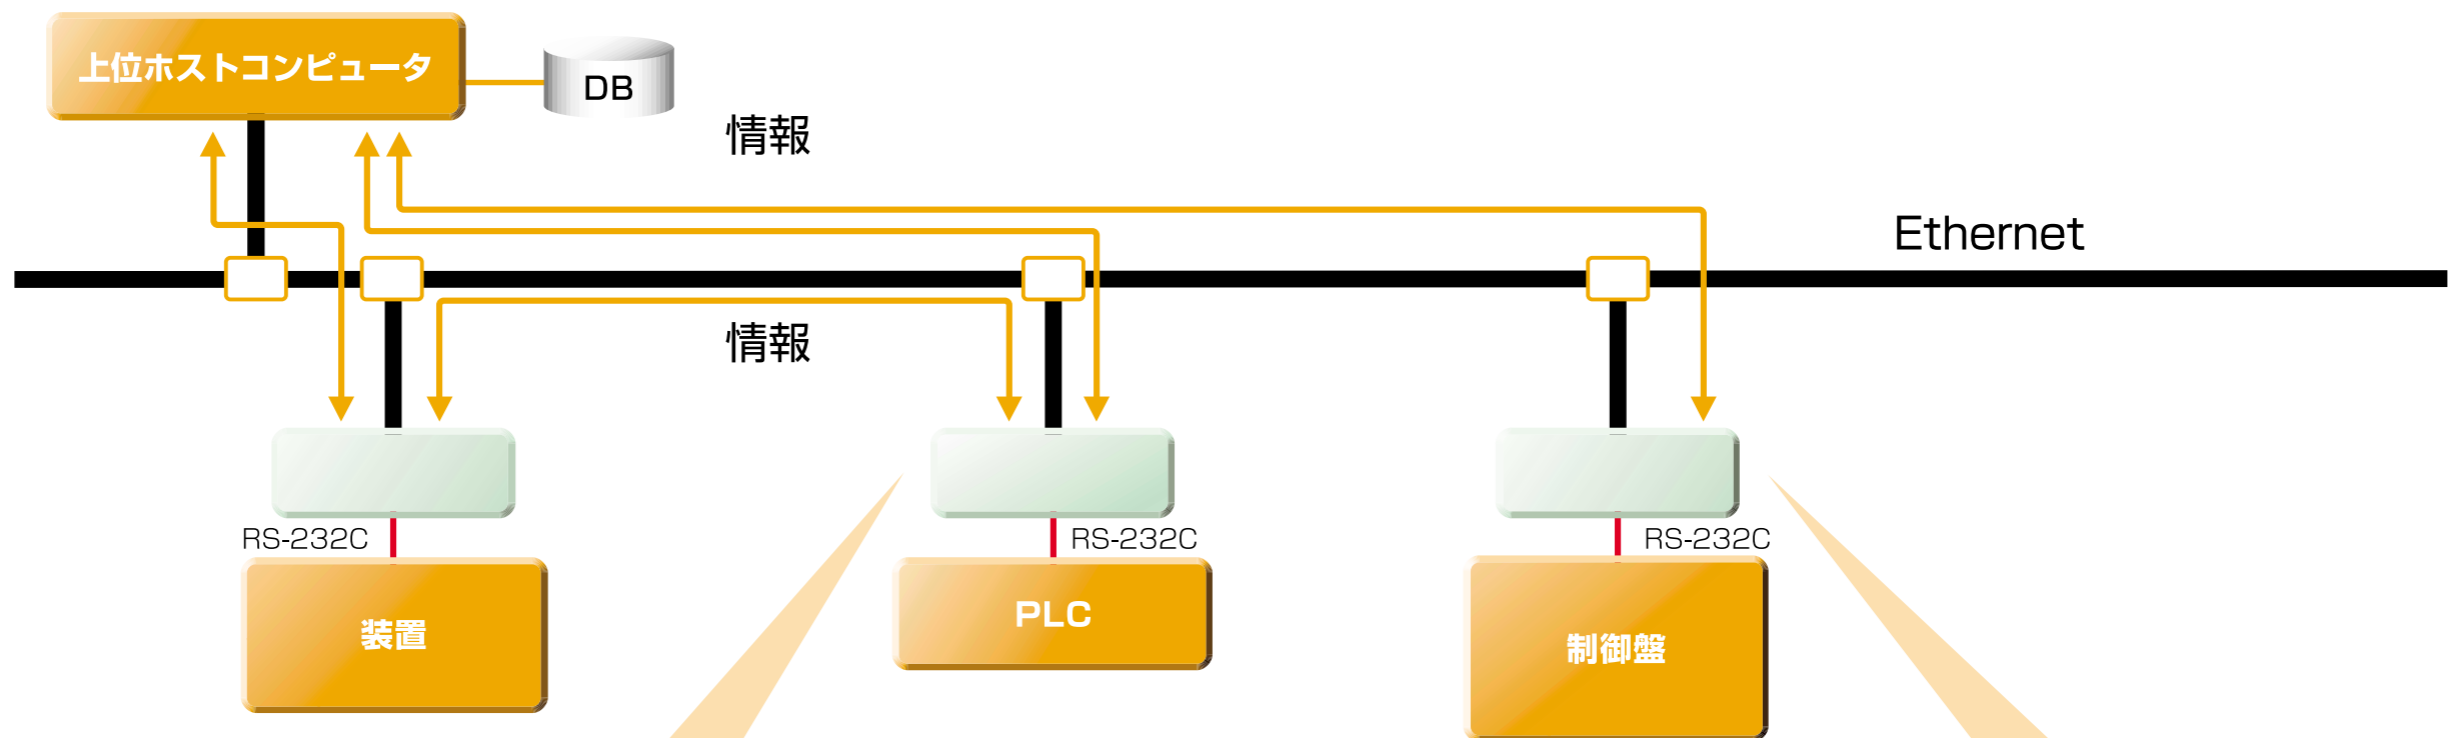 上位ホストコンピュータ
DB
情報
Ethernet
情報
RS-232C
RS-232C
RS-232C
装置
PLC
制御盤